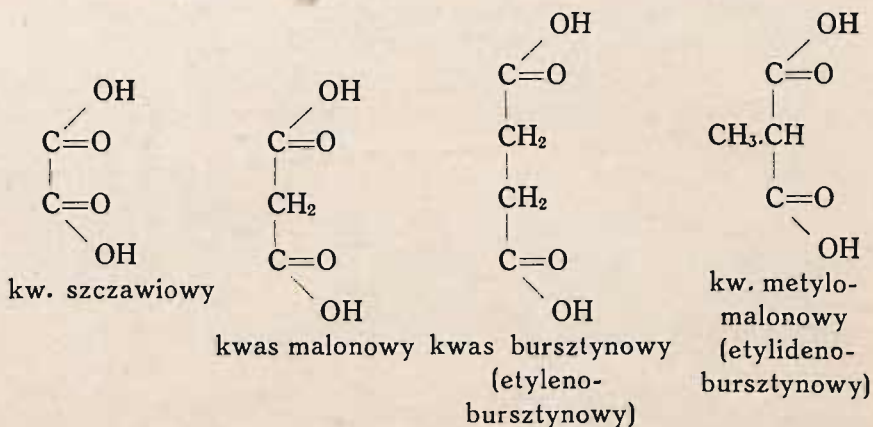 OH
C=O
C=O
OH
kw. szczawiowy
OH
C=O
CH₂
C=O
OH
kwas malonowy
OH
C=O
CH₂
CH₂
C=O
OH
kwas bursztynowy
(etyleno-
bursztynowy)
OH
C=O
CH₃.CH
C=O
OH
kw. metylo-
malonowy
(etylideno-
bursztynowy)